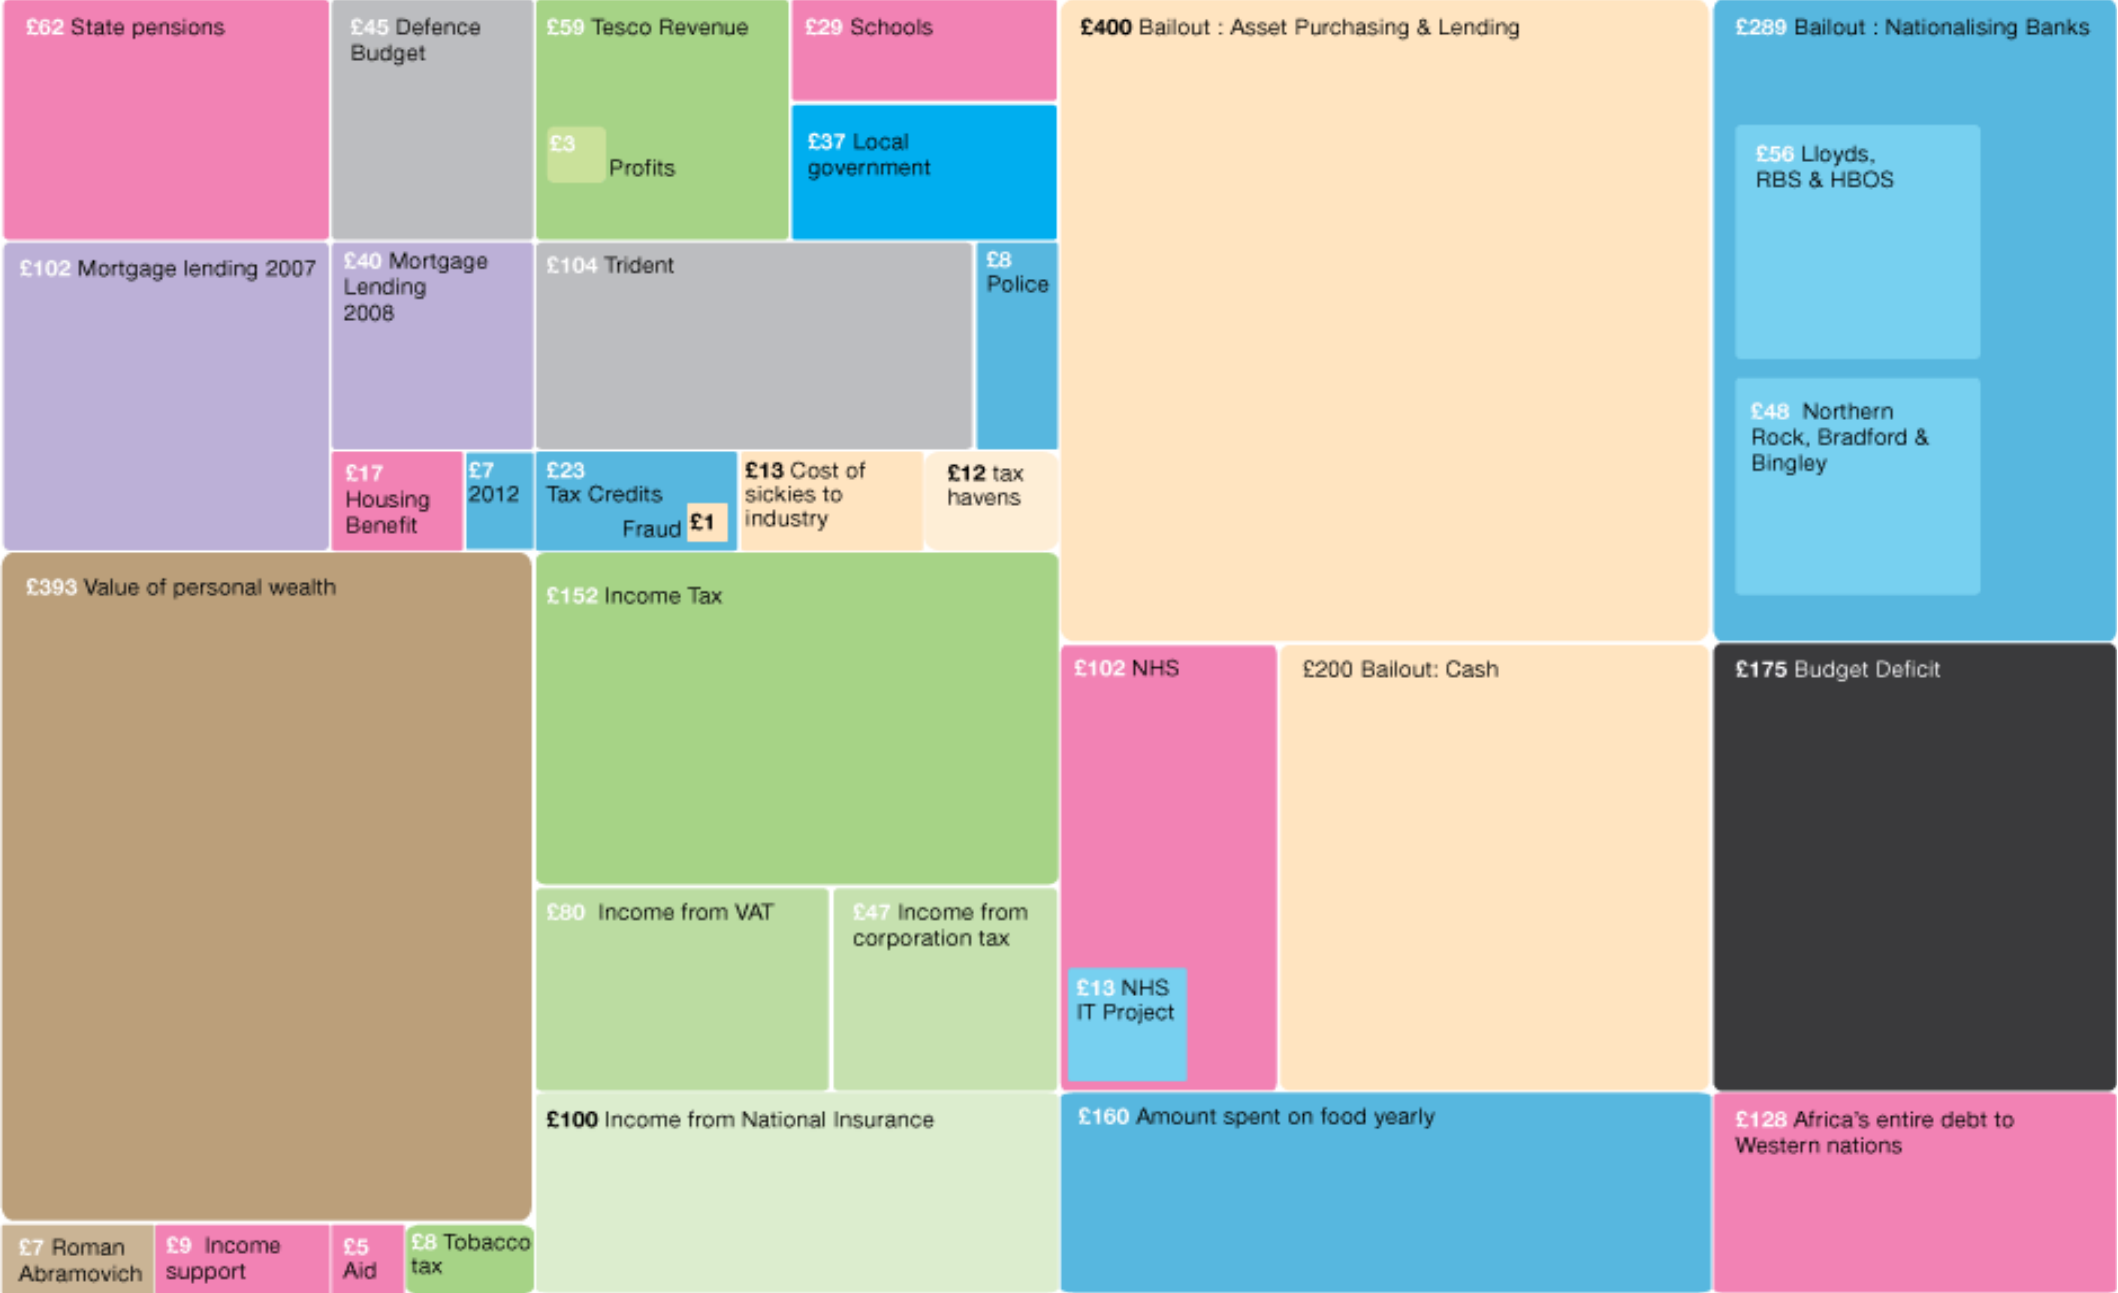 £62 State pensions
£45 Defence
Budget
£59 Tesco Revenue
£3
Profits
£29 Schools
£37 Local
government
£400 Bailout : Asset Purchasing & Lending
£289 Bailout : Nationalising Banks
£56 Lloyds,
RBS & HBOS
£48 Northern
Rock, Bradford &
Bingley
£102 Mortgage lending 2007
£40 Mortgage
Lending
2008
£104 Trident
£8
Police
£17
Housing
Benefit
£7
2012
£23
Tax Credits
Fraud £1
£13 Cost of
sickies to
industry
£12 tax
havens
£393 Value of personal wealth
£152 Income Tax
£102 NHS
£13 NHS
IT Project
£200 Bailout: Cash
£175 Budget Deficit
£80 Income from VAT
£47 Income from
corporation tax
£100 Income from National Insurance
£160 Amount spent on food yearly
£128 Africa's entire debt to
Western nations
£7 Roman
Abramovich
£9 Income
support
£5
Aid
£8 Tobacco
tax